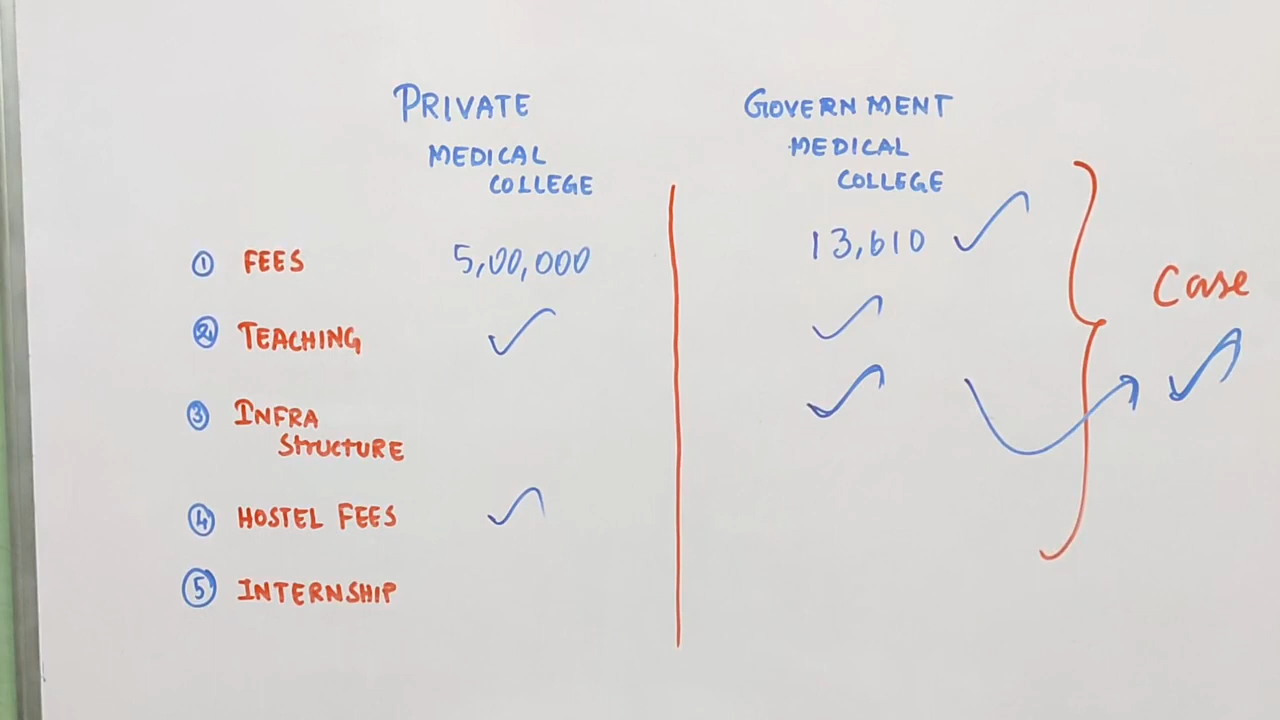 PRIVATE
MEDICAL
COLLEGE
GOVERNMENT
MEDICAL
COLLEGE
① FEES 5,00,000 13,610 ✓
② TEACHING ✓ ✓
③ INFRA ✓
STRUCTURE
④ HOSTEL FEES ✓
⑤ INTERNSHIP
Case
✓